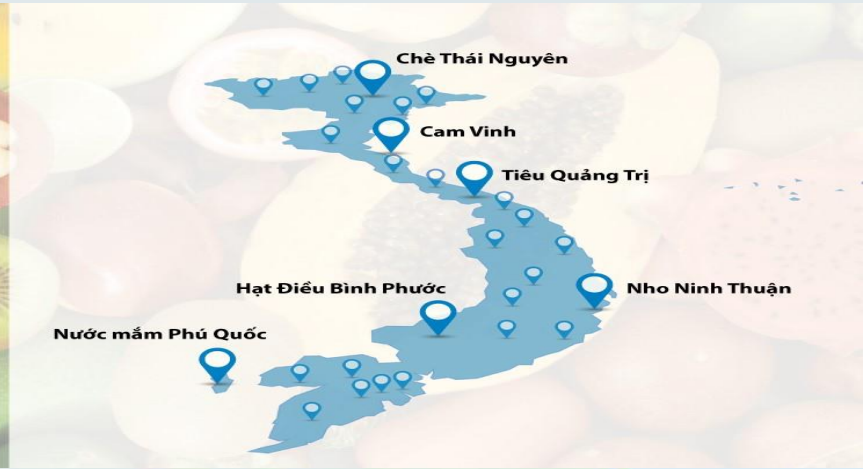 Chè Thái Nguyên
Cam Vinh
Tiêu Quảng Trị
Hạt Điều Bình Phước
Nho Ninh Thuận
Nước mắm Phú Quốc